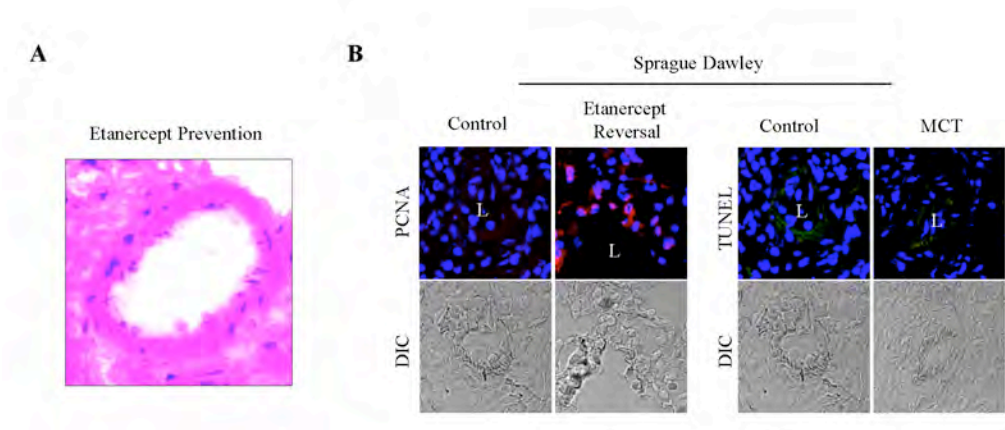 A
B
Sprague Dawley
Etanercept Prevention
Control
Etanercept
Reversal
Control
MCT
PCNA
L
L
TUNEL
L
L
DIC
DIC